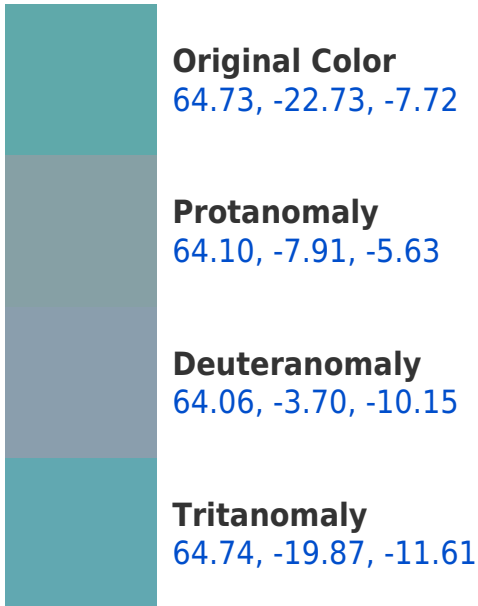 Original Color
64.73, -22.73, -7.72
Protanomaly
64.10, -7.91, -5.63
Deuteranomaly
64.06, -3.70, -10.15
Tritanomaly
64.74, -19.87, -11.61